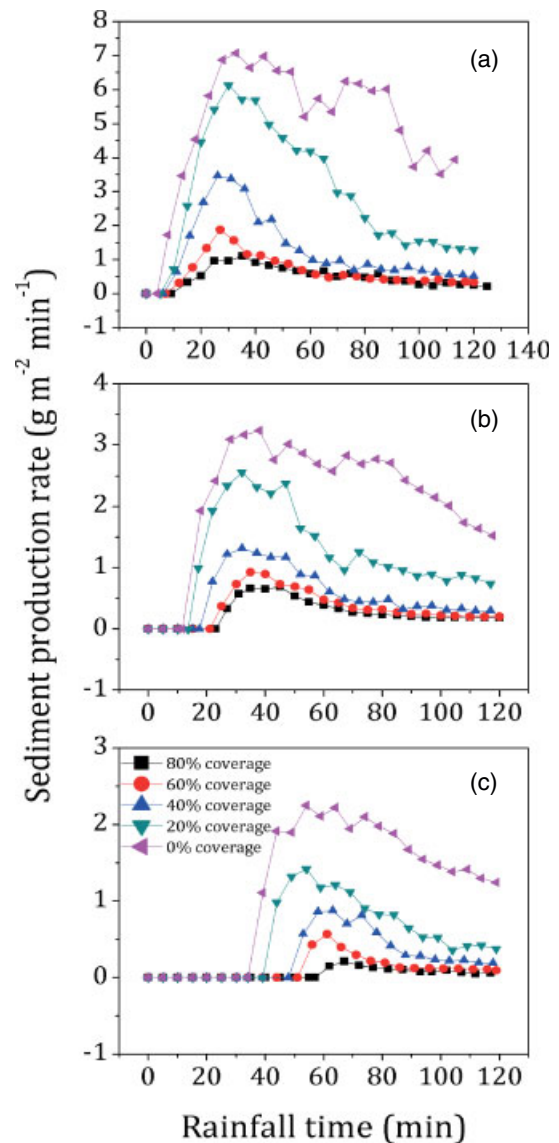 Sediment production rate (g m⁻² min⁻¹)
8
7
6
5
4
3
2
1
0
-1
(a)
0 20 40 60 80 100 120 140
4
3
2
1
0
-1
(b)
0 20 40 60 80 100 120
3
2
1
0
-1
80% coverage
60% coverage
40% coverage
20% coverage
0% coverage
(c)
0 20 40 60 80 100 120
Rainfall time (min)